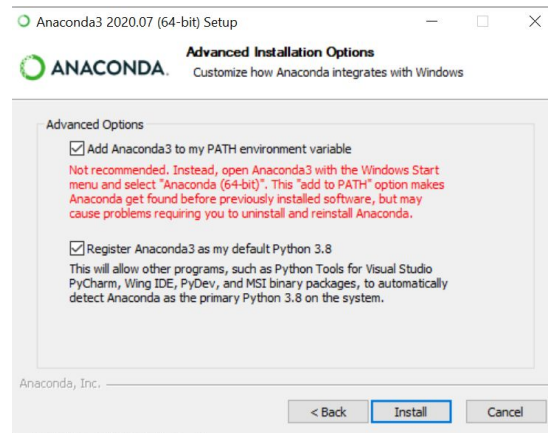 Anaconda3 2020.07 (64-bit) Setup
ANACONDA.
Advanced Installation Options
Customize how Anaconda integrates with Windows
Advanced Options
Add Anaconda3 to my PATH environment variable
Not recommended. Instead, open Anaconda3 with the Windows Start
menu and select "Anaconda (64-bit)". This "add to PATH" option makes
Anaconda get found before previously installed software, but may
cause problems requiring you to uninstall and reinstall Anaconda.
Register Anaconda3 as my default Python 3.8
This will allow other programs, such as Python Tools for Visual Studio
PyCharm, Wing IDE, PyDev, and MSI binary packages, to automatically
detect Anaconda as the primary Python 3.8 on the system.
Anaconda, Inc.
< Back
Install
Cancel